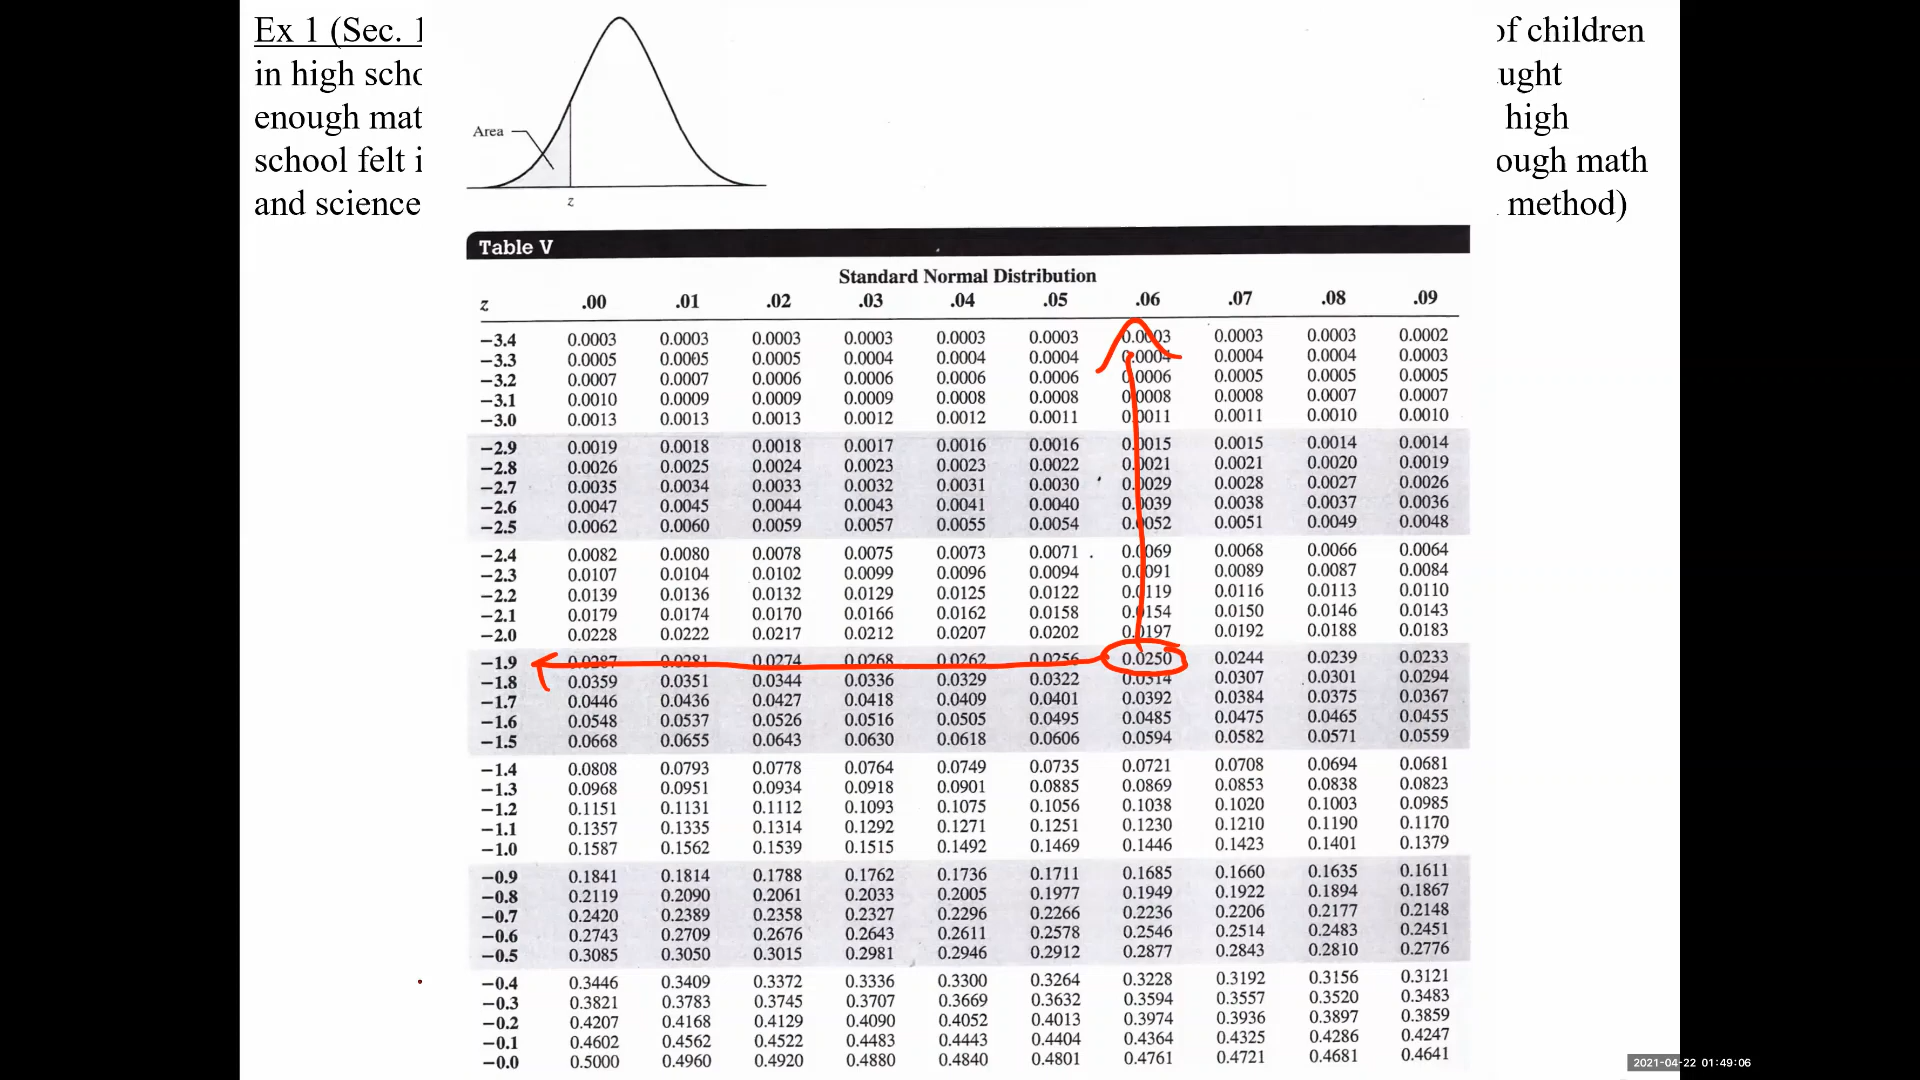 Ex 1 (Sec. 1
of children
in high scho
ught
enough mat
high
school felt i
ough math
and science
method)
Area
z
Table V
Standard Normal Distribution
z .00 .01 .02 .03 .04 .05 .06 .07 .08 .09
−3.4 0.0003 0.0003 0.0003 0.0003 0.0003 0.0003 0.0003 0.0003 0.0003 0.0002
−3.3 0.0005 0.0005 0.0005 0.0004 0.0004 0.0004 0.0004 0.0004 0.0004 0.0003
−3.2 0.0007 0.0007 0.0006 0.0006 0.0006 0.0006 0.0006 0.0005 0.0005 0.0005
−3.1 0.0010 0.0009 0.0009 0.0009 0.0008 0.0008 0.0008 0.0008 0.0007 0.0007
−3.0 0.0013 0.0013 0.0013 0.0012 0.0012 0.0011 0.0011 0.0011 0.0010 0.0010
−2.9 0.0019 0.0018 0.0018 0.0017 0.0016 0.0016 0.0015 0.0015 0.0014 0.0014
−2.8 0.0026 0.0025 0.0024 0.0023 0.0023 0.0022 0.0021 0.0021 0.0020 0.0019
−2.7 0.0035 0.0034 0.0033 0.0032 0.0031 0.0030 0.0029 0.0028 0.0027 0.0026
−2.6 0.0047 0.0045 0.0044 0.0043 0.0041 0.0040 0.0039 0.0038 0.0037 0.0036
−2.5 0.0062 0.0060 0.0059 0.0057 0.0055 0.0054 0.0052 0.0051 0.0049 0.0048
−2.4 0.0082 0.0080 0.0078 0.0075 0.0073 0.0071 0.0069 0.0068 0.0066 0.0064
−2.3 0.0107 0.0104 0.0102 0.0099 0.0096 0.0094 0.0091 0.0089 0.0087 0.0084
−2.2 0.0139 0.0136 0.0132 0.0129 0.0125 0.0122 0.0119 0.0116 0.0113 0.0110
−2.1 0.0179 0.0174 0.0170 0.0166 0.0162 0.0158 0.0154 0.0150 0.0146 0.0143
−2.0 0.0228 0.0222 0.0217 0.0212 0.0207 0.0202 0.0197 0.0192 0.0188 0.0183
−1.9 0.0287 0.0281 0.0274 0.0268 0.0262 0.0256 0.0250 0.0244 0.0239 0.0233
−1.8 0.0359 0.0351 0.0344 0.0336 0.0329 0.0322 0.0314 0.0307 0.0301 0.0294
−1.7 0.0446 0.0436 0.0427 0.0418 0.0409 0.0401 0.0392 0.0384 0.0375 0.0367
−1.6 0.0548 0.0537 0.0526 0.0516 0.0505 0.0495 0.0485 0.0475 0.0465 0.0455
−1.5 0.0668 0.0655 0.0643 0.0630 0.0618 0.0606 0.0594 0.0582 0.0571 0.0559
−1.4 0.0808 0.0793 0.0778 0.0764 0.0749 0.0735 0.0721 0.0708 0.0694 0.0681
−1.3 0.0968 0.0951 0.0934 0.0918 0.0901 0.0885 0.0869 0.0853 0.0838 0.0823
−1.2 0.1151 0.1131 0.1112 0.1093 0.1075 0.1056 0.1038 0.1020 0.1003 0.0985
−1.1 0.1357 0.1335 0.1314 0.1292 0.1271 0.1251 0.1230 0.1210 0.1190 0.1170
−1.0 0.1587 0.1562 0.1539 0.1515 0.1492 0.1469 0.1446 0.1423 0.1401 0.1379
−0.9 0.1841 0.1814 0.1788 0.1762 0.1736 0.1711 0.1685 0.1660 0.1635 0.1611
−0.8 0.2119 0.2090 0.2061 0.2033 0.2005 0.1977 0.1949 0.1922 0.1894 0.1867
−0.7 0.2420 0.2389 0.2358 0.2327 0.2296 0.2266 0.2236 0.2206 0.2177 0.2148
−0.6 0.2743 0.2709 0.2676 0.2643 0.2611 0.2578 0.2546 0.2514 0.2483 0.2451
−0.5 0.3085 0.3050 0.3015 0.2981 0.2946 0.2912 0.2877 0.2843 0.2810 0.2776
−0.4 0.3446 0.3409 0.3372 0.3336 0.3300 0.3264 0.3228 0.3192 0.3156 0.3121
−0.3 0.3821 0.3783 0.3745 0.3707 0.3669 0.3632 0.3594 0.3557 0.3520 0.3483
−0.2 0.4207 0.4168 0.4129 0.4090 0.4052 0.4013 0.3974 0.3936 0.3897 0.3859
−0.1 0.4602 0.4562 0.4522 0.4483 0.4443 0.4404 0.4364 0.4325 0.4286 0.4247
−0.0 0.5000 0.4960 0.4920 0.4880 0.4840 0.4801 0.4761 0.4721 0.4681 0.4641
2021-04-22 01:49:06